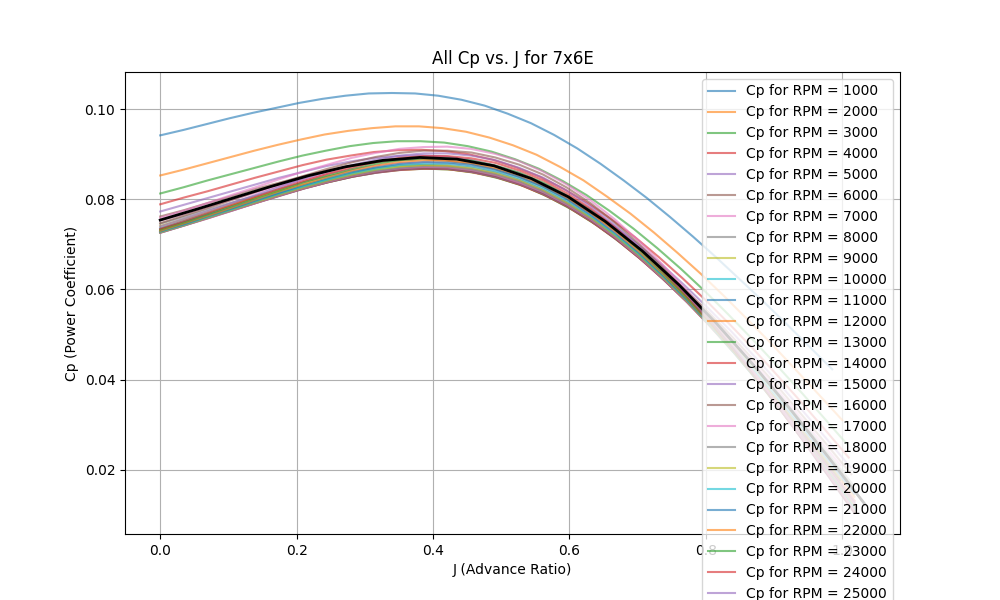 All Cp vs. J for 7x6E
Cp (Power Coefficient)
0.10
0.08
0.06
0.04
0.02
0.0
0.2
0.4
0.6
0.8
J (Advance Ratio)
Cp for RPM = 1000
Cp for RPM = 2000
Cp for RPM = 3000
Cp for RPM = 4000
Cp for RPM = 5000
Cp for RPM = 6000
Cp for RPM = 7000
Cp for RPM = 8000
Cp for RPM = 9000
Cp for RPM = 10000
Cp for RPM = 11000
Cp for RPM = 12000
Cp for RPM = 13000
Cp for RPM = 14000
Cp for RPM = 15000
Cp for RPM = 16000
Cp for RPM = 17000
Cp for RPM = 18000
Cp for RPM = 19000
Cp for RPM = 20000
Cp for RPM = 21000
Cp for RPM = 22000
Cp for RPM = 23000
Cp for RPM = 24000
Cp for RPM = 25000